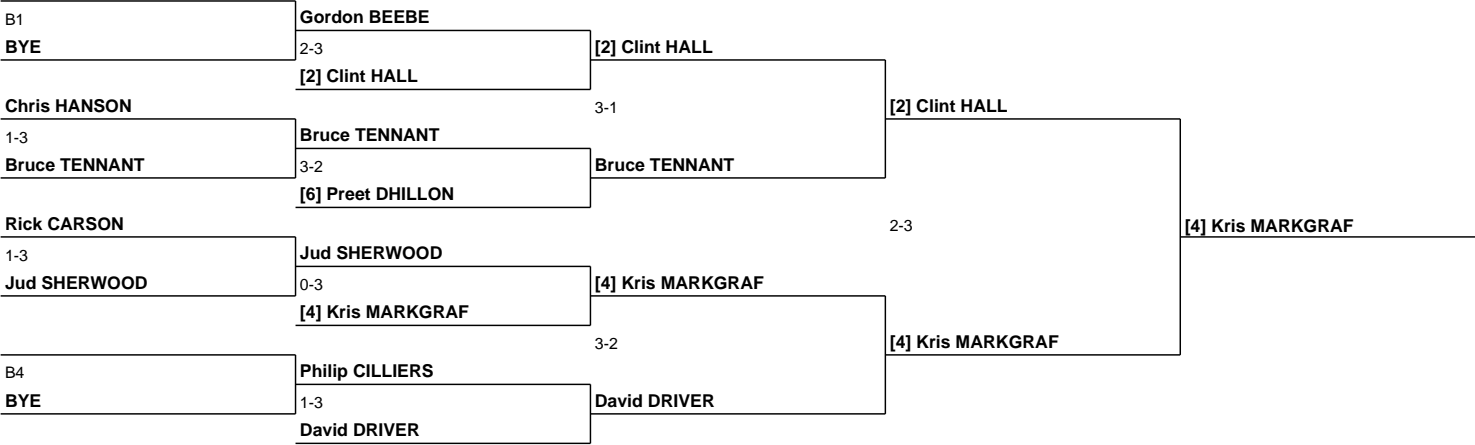 B1
BYE
Gordon BEEBE
2-3
[2] Clint HALL
[2] Clint HALL
Chris HANSON
1-3
Bruce TENNANT
Bruce TENNANT
3-2
[6] Preet DHILLON
3-1
Bruce TENNANT
[2] Clint HALL
Rick CARSON
1-3
Jud SHERWOOD
Jud SHERWOOD
0-3
[4] Kris MARKGRAF
[4] Kris MARKGRAF
2-3
[4] Kris MARKGRAF
B4
BYE
Philip CILLIERS
1-3
David DRIVER
3-2
David DRIVER
[4] Kris MARKGRAF